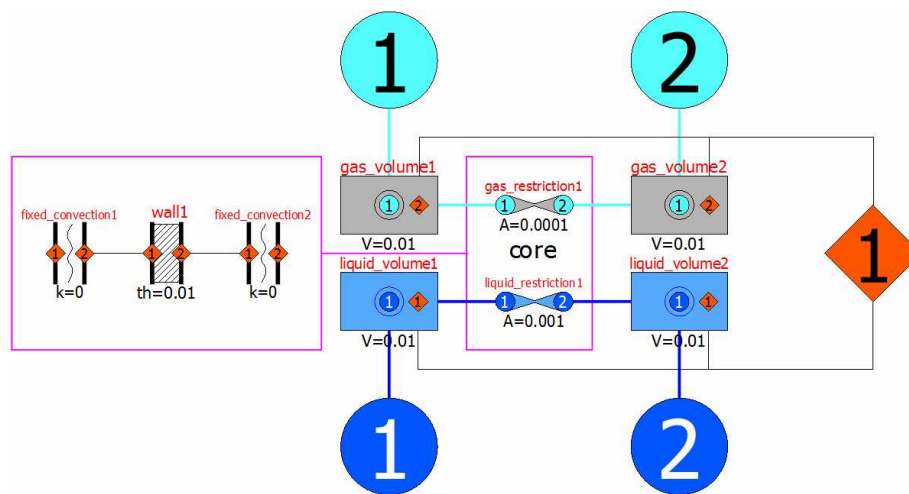 1
2
gas_volume1
gas_volume2
1
2
V=0.01
gas_restriction1
1
2
A=0.0001
core
1
2
V=0.01
fixed_convection1
wall1
fixed_convection2
1
2
1
2
1
2
k=0
th=0.01
k=0
liquid_volume1
liquid_volume2
1
1
V=0.01
liquid_restriction1
1
2
A=0.001
1
1
V=0.01
1
1
2